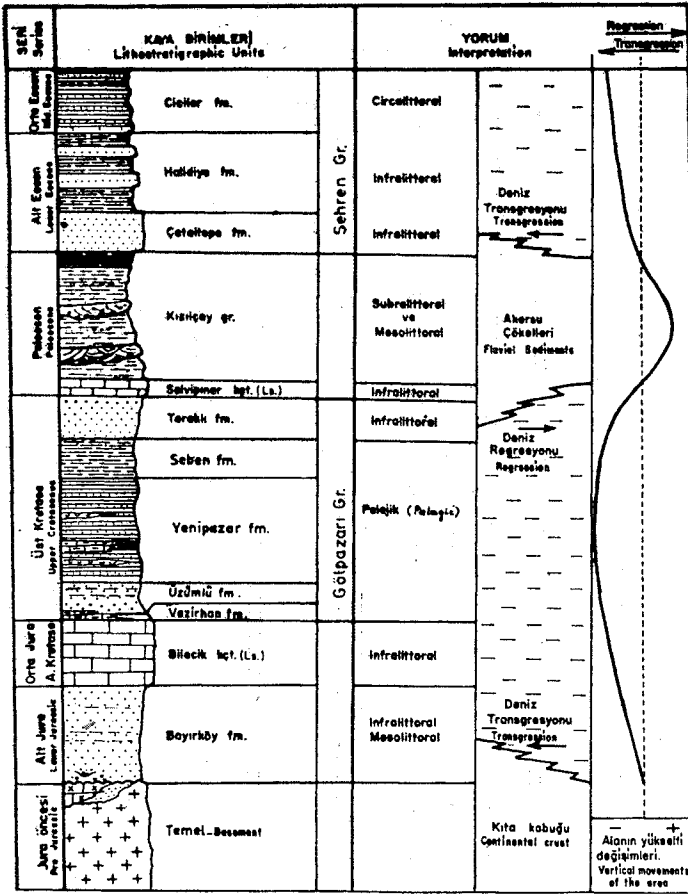 SERİ
Series
KAYA BİRİMLERİ
Lithostratigraphic Units
YORUM
Interpretation
Regression
Transgression
Orta Eosen
Mid. Eocene
Cieller fm.
Circalittoral
Alt Eosen
Lower Eocene
Halidiye fm.
Infralittoral
Çataltepe fm.
Infralittoral
Sehren Gr.
Deniz
Transgresyonu
Transgression
Paleosen
Paleocene
Kızılçay gr.
Subralittoral
ve
Mesolittoral
Akarsu
Çökelleri
Fluvial Sediments
Selvipınar kçt.(Ls.)
Infralittoral
Üst Kretase
Upper Cretaceous
Taraklı fm.
Infralittorel
Seben fm.
Yenipazar fm.
Üzümlü fm.
Vezirhan fm.
Gölpazarı Gr.
Pelajik (Pelagic)
Deniz
Regresyonu
Regression
Orta Jura
A. Kretase
Bilecik kçt.(Ls.)
Infralittoral
Alt Jura
Lower Jurassic
Bayırköy fm.
Infralittoral
Mesolittoral
Deniz
Transgresyonu
Transgression
Jura öncesi
Pre Jurassic
Temel-Basement
Kıta kabuğu
Continental crust
Alanın yükselti
değişimleri.
Vertical movements
of the area